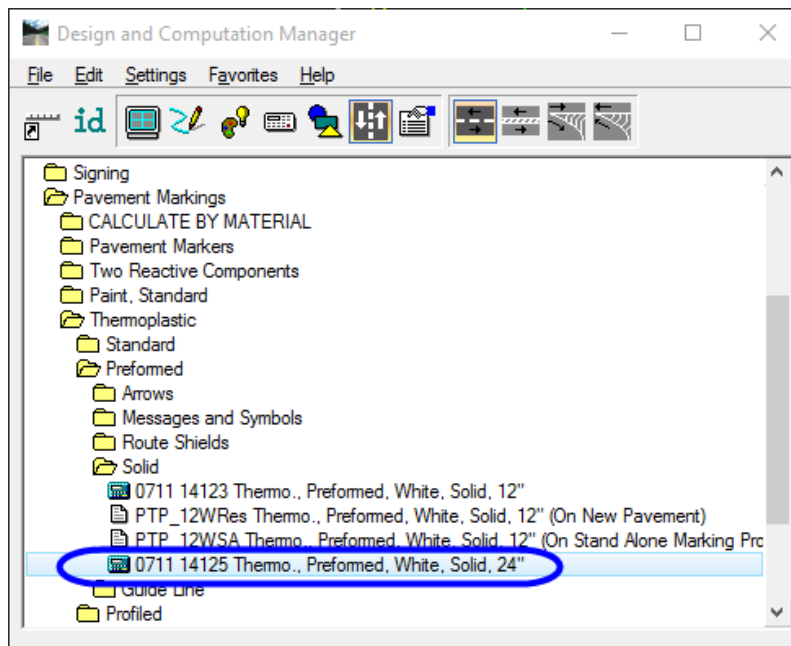 Design and Computation Manager
File Edit Settings Favorites Help
id
Signing
Pavement Markings
CALCULATE BY MATERIAL
Pavement Markers
Two Reactive Components
Paint, Standard
Thermoplastic
Standard
Preformed
Arrows
Messages and Symbols
Route Shields
Solid
0711 14123 Thermo., Preformed, White, Solid, 12"
PTP_12WRes Thermo., Preformed, White, Solid, 12" (On New Pavement)
PTP_12WSA Thermo., Preformed, White, Solid, 12" (On Stand Alone Marking Prc
0711 14125 Thermo., Preformed, White, Solid, 24"
Guide Line
Profiled